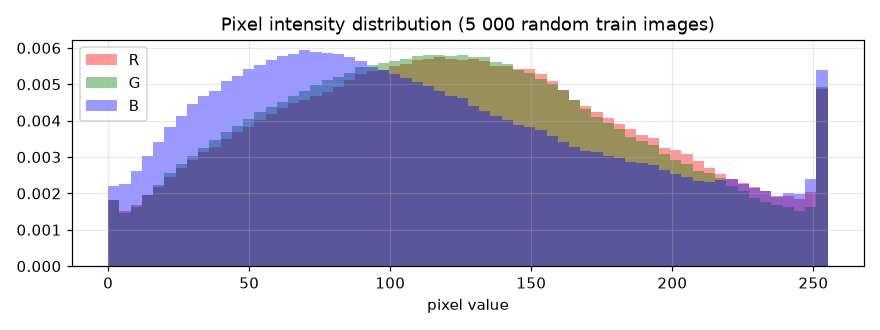 Pixel intensity distribution (5 000 random train images)
R
G
B
0.006
0.005
0.004
0.003
0.002
0.001
0.000
0 50 100 150 200 250
pixel value